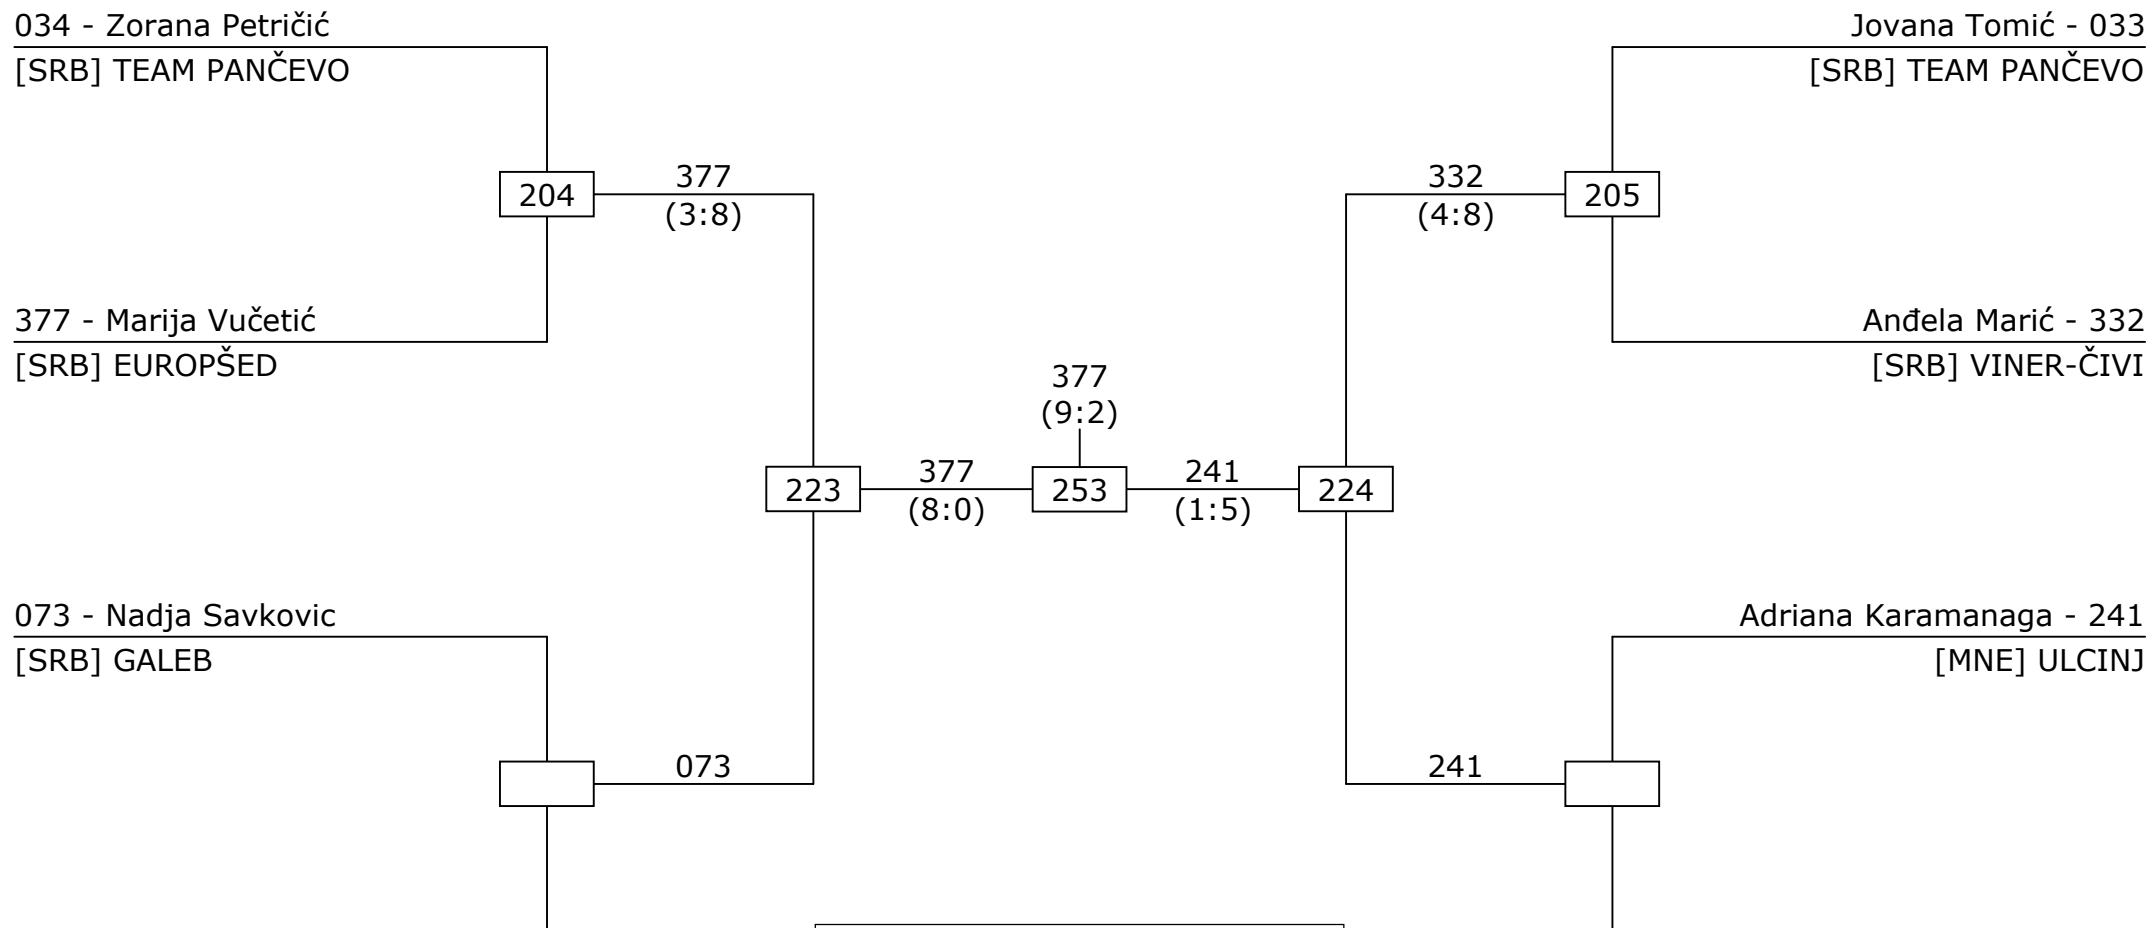 034 - Zorana Petričić
[SRB] TEAM PANČEVO
Jovana Tomić - 033
[SRB] TEAM PANČEVO
204
377
(3:8)
332
(4:8)
205
377 - Marija Vučetić
[SRB] EUROPŠED
Anđela Marić - 332
[SRB] VINER-ČIVI
377
(9:2)
223
377
(8:0)
253
241
(1:5)
224
073 - Nadja Savkovic
[SRB] GALEB
Adriana Karamanaga - 241
[MNE] ULCINJ
073
241